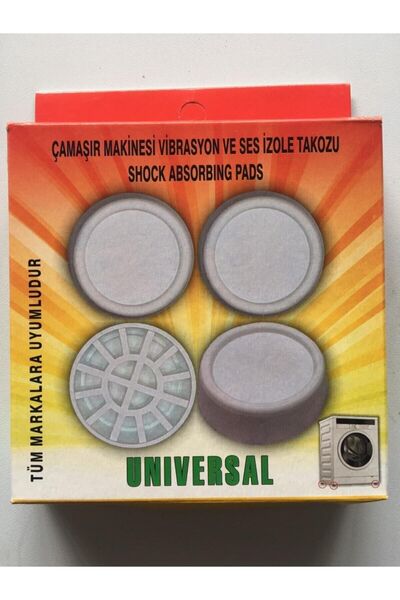 ÇAMAŞIR MAKİNESİ VİBRASYON VE SES İZOLE TAKOZU
SHOCK ABSORBING PADS
TÜM MARKALARA UYUMLUDUR
UNIVERSAL